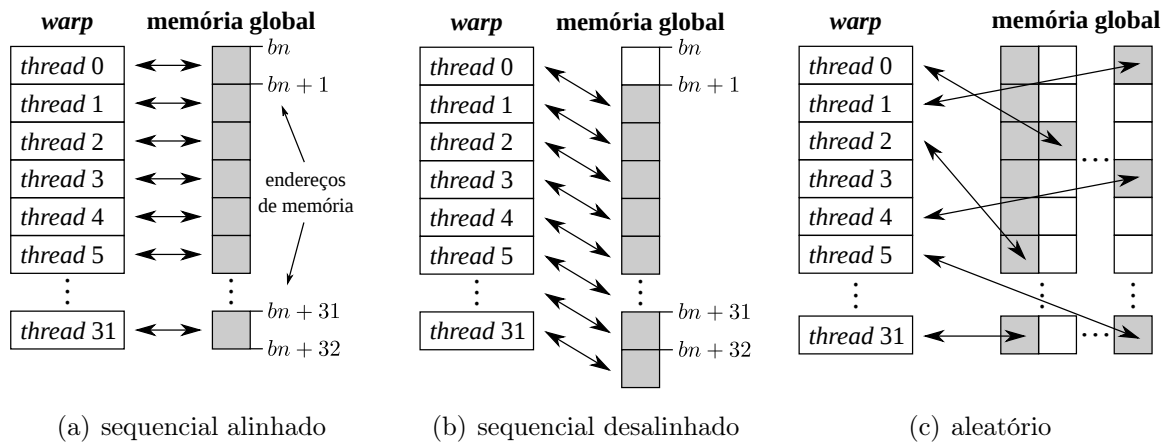 warp memória global
thread 0
thread 1
thread 2
thread 3
thread 4
thread 5
thread 31
bn
bn + 1
endereços
de memória
bn + 31
bn + 32
(a) sequencial alinhado
warp memória global
thread 0
thread 1
thread 2
thread 3
thread 4
thread 5
thread 31
bn
bn + 1
bn + 31
bn + 32
(b) sequencial desalinhado
warp memória global
thread 0
thread 1
thread 2
thread 3
thread 4
thread 5
thread 31
(c) aleatório